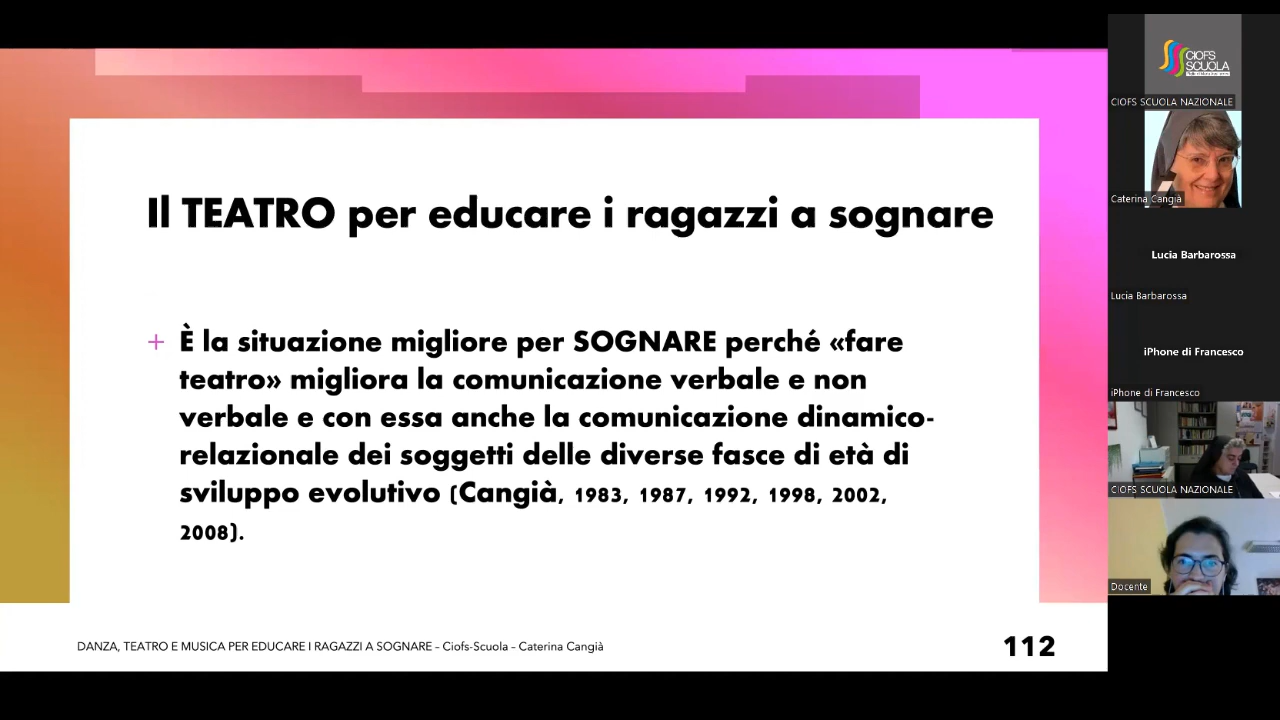 Il TEATRO per educare i ragazzi a sognare
+ È la situazione migliore per SOGNARE perché «fare
teatro» migliora la comunicazione verbale e non
verbale e con essa anche la comunicazione dinamico-
relazionale dei soggetti delle diverse fasce di età di
sviluppo evolutivo (Cangià, 1983, 1987, 1992, 1998, 2002,
2008).
DANZA, TEATRO E MUSICA PER EDUCARE I RAGAZZI A SOGNARE – Ciofs-Scuola – Caterina Cangià
112
CIOFS
SCUOLA
CIOFS SCUOLA NAZIONALE
Caterina Cangià
Lucia Barbarossa
Lucia Barbarossa
iPhone di Francesco
iPhone di Francesco
CIOFS SCUOLA NAZIONALE
Docente